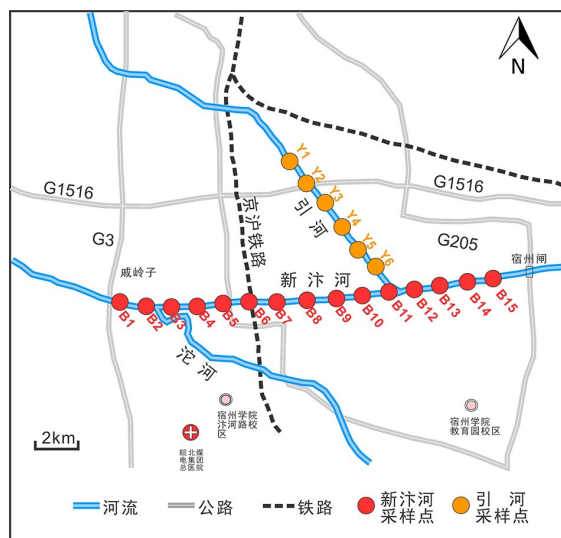 N
Y1
Y2
Y3
Y4
Y5
Y6
G1516
G1516
G3
京沪铁路
引河
G205
宿州闸
戚岭子
新汴河
B1
B2
B3
B4
B5
B6
B7
B8
B9
B10
B11
B12
B13
B14
B15
沱河
宿州学院
汴河路校
区
宿州学院
教育园校区
2km
皖北煤
电集团
总医院
河流
公路
铁路
新汴河
采样点
引 河
采样点